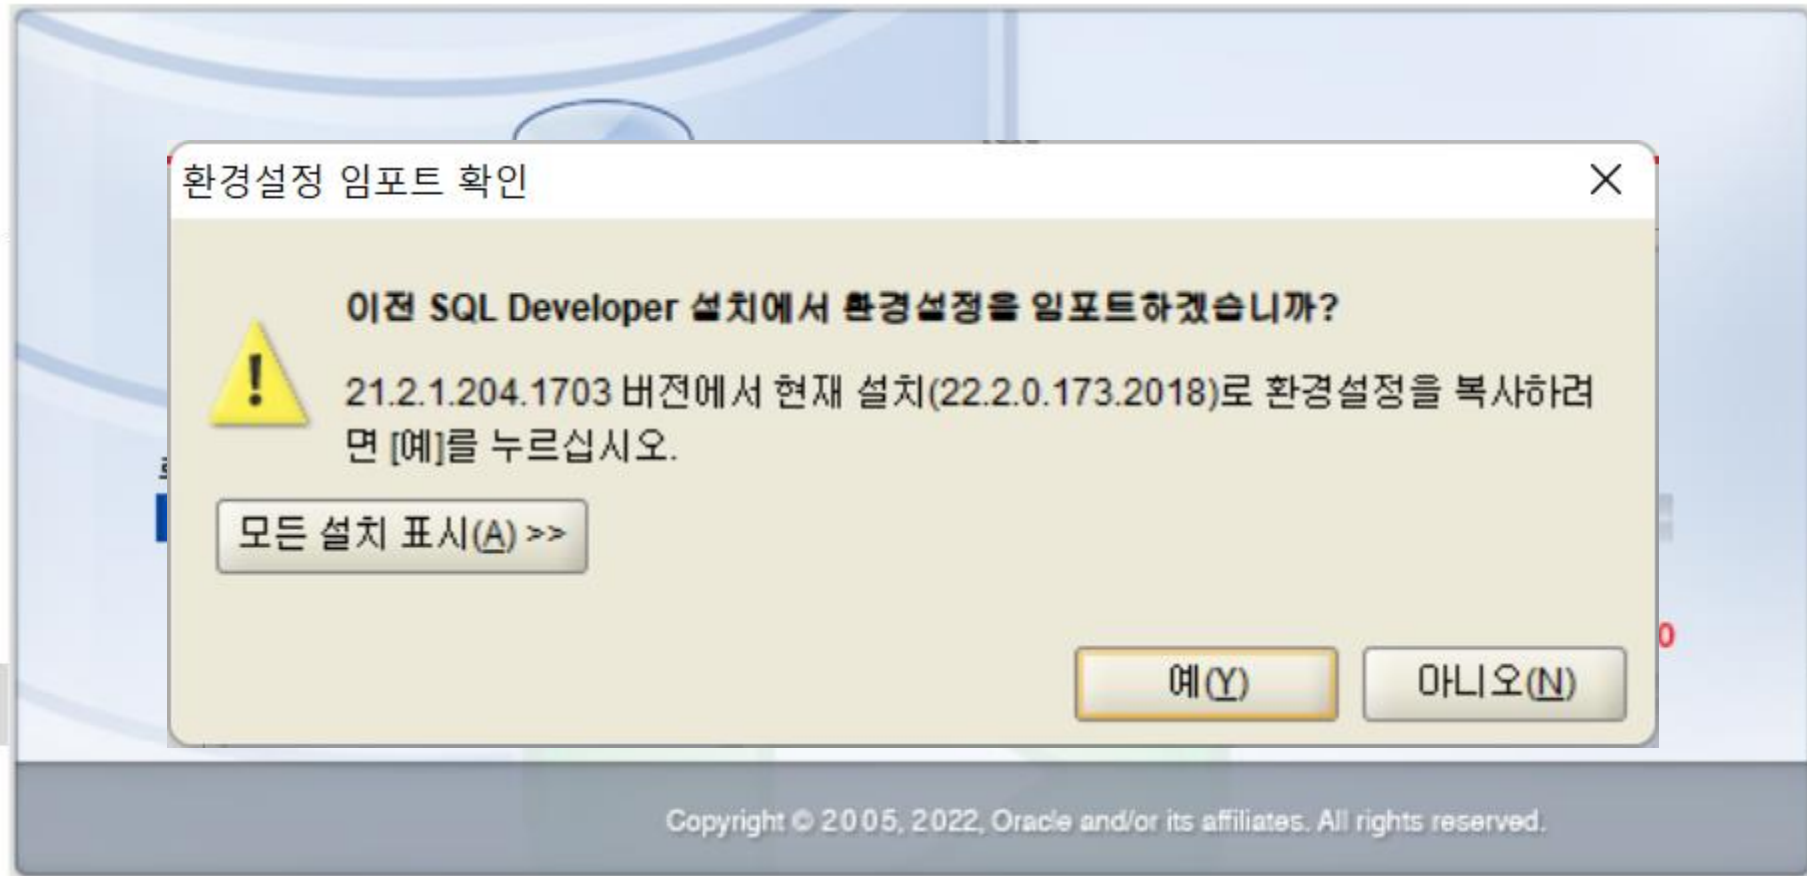 환경설정 임포트 확인
이전 SQL Developer 설치에서 환경설정을 임포트하겠습니까?
21.2.1.204.1703 버전에서 현재 설치(22.2.0.173.2018)로 환경설정을 복사하려
면 [예]를 누르십시오.
모든 설치 표시(A) >>
예(Y)
아니오(N)
0
Copyright © 2005, 2022, Oracle and/or its affiliates. All rights reserved.